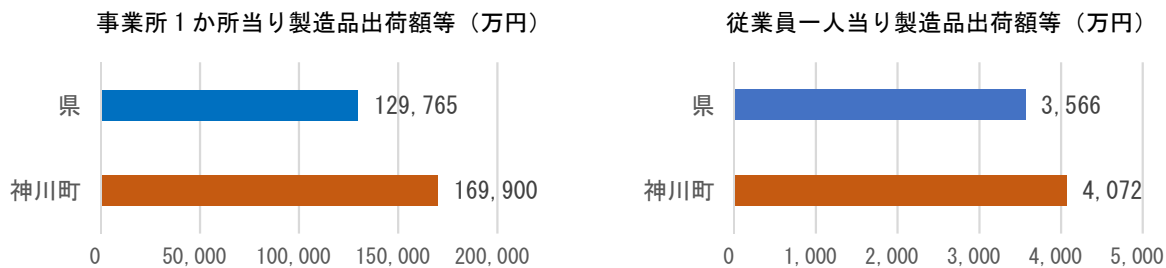 事業所1か所当り製造品出荷額等（万円）
県
129,765
神川町
169,900
0 50,000 100,000 150,000 200,000
従業員一人当り製造品出荷額等（万円）
県
3,566
神川町
4,072
0 1,000 2,000 3,000 4,000 5,000